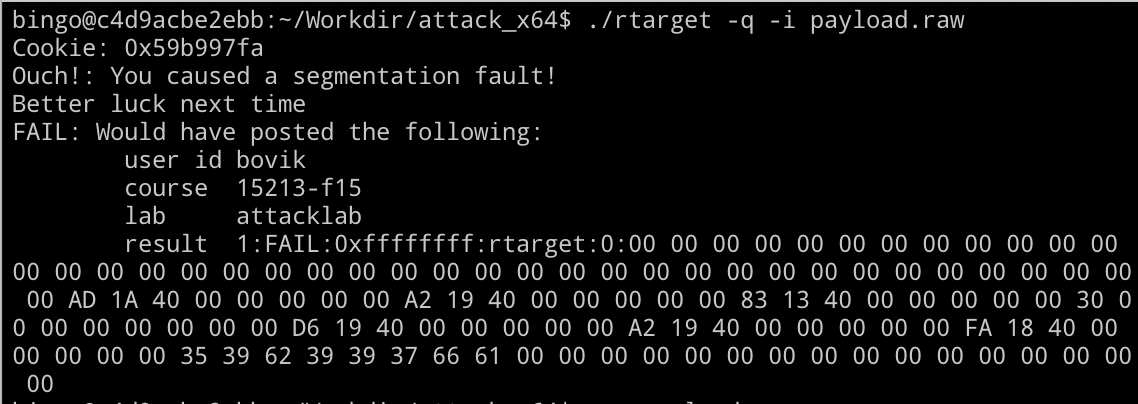 bingo@c4d9acbe2ebb:~/Workdir/attack_x64$ ./rtarget -q -i payload.raw
Cookie: 0x59b997fa
Ouch!: You caused a segmentation fault!
Better luck next time
FAIL: Would have posted the following:
        user id bovik
        course  15213-f15
        lab     attacklab
        result  1:FAIL:0xffffffff:rtarget:0:00 00 00 00 00 00 00 00 00 00 00 00
00 00 00 00 00 00 00 00 00 00 00 00 00 00 00 00 00 00 00 00 00 00 00 00 00 00 00 00
 00 AD 1A 40 00 00 00 00 00 A2 19 40 00 00 00 00 00 83 13 40 00 00 00 00 00 30 0
0 00 00 00 00 00 00 D6 19 40 00 00 00 00 00 A2 19 40 00 00 00 00 00 FA 18 40 00
00 00 00 00 35 39 62 39 39 37 66 61 00 00 00 00 00 00 00 00 00 00 00 00 00 00 00
 00